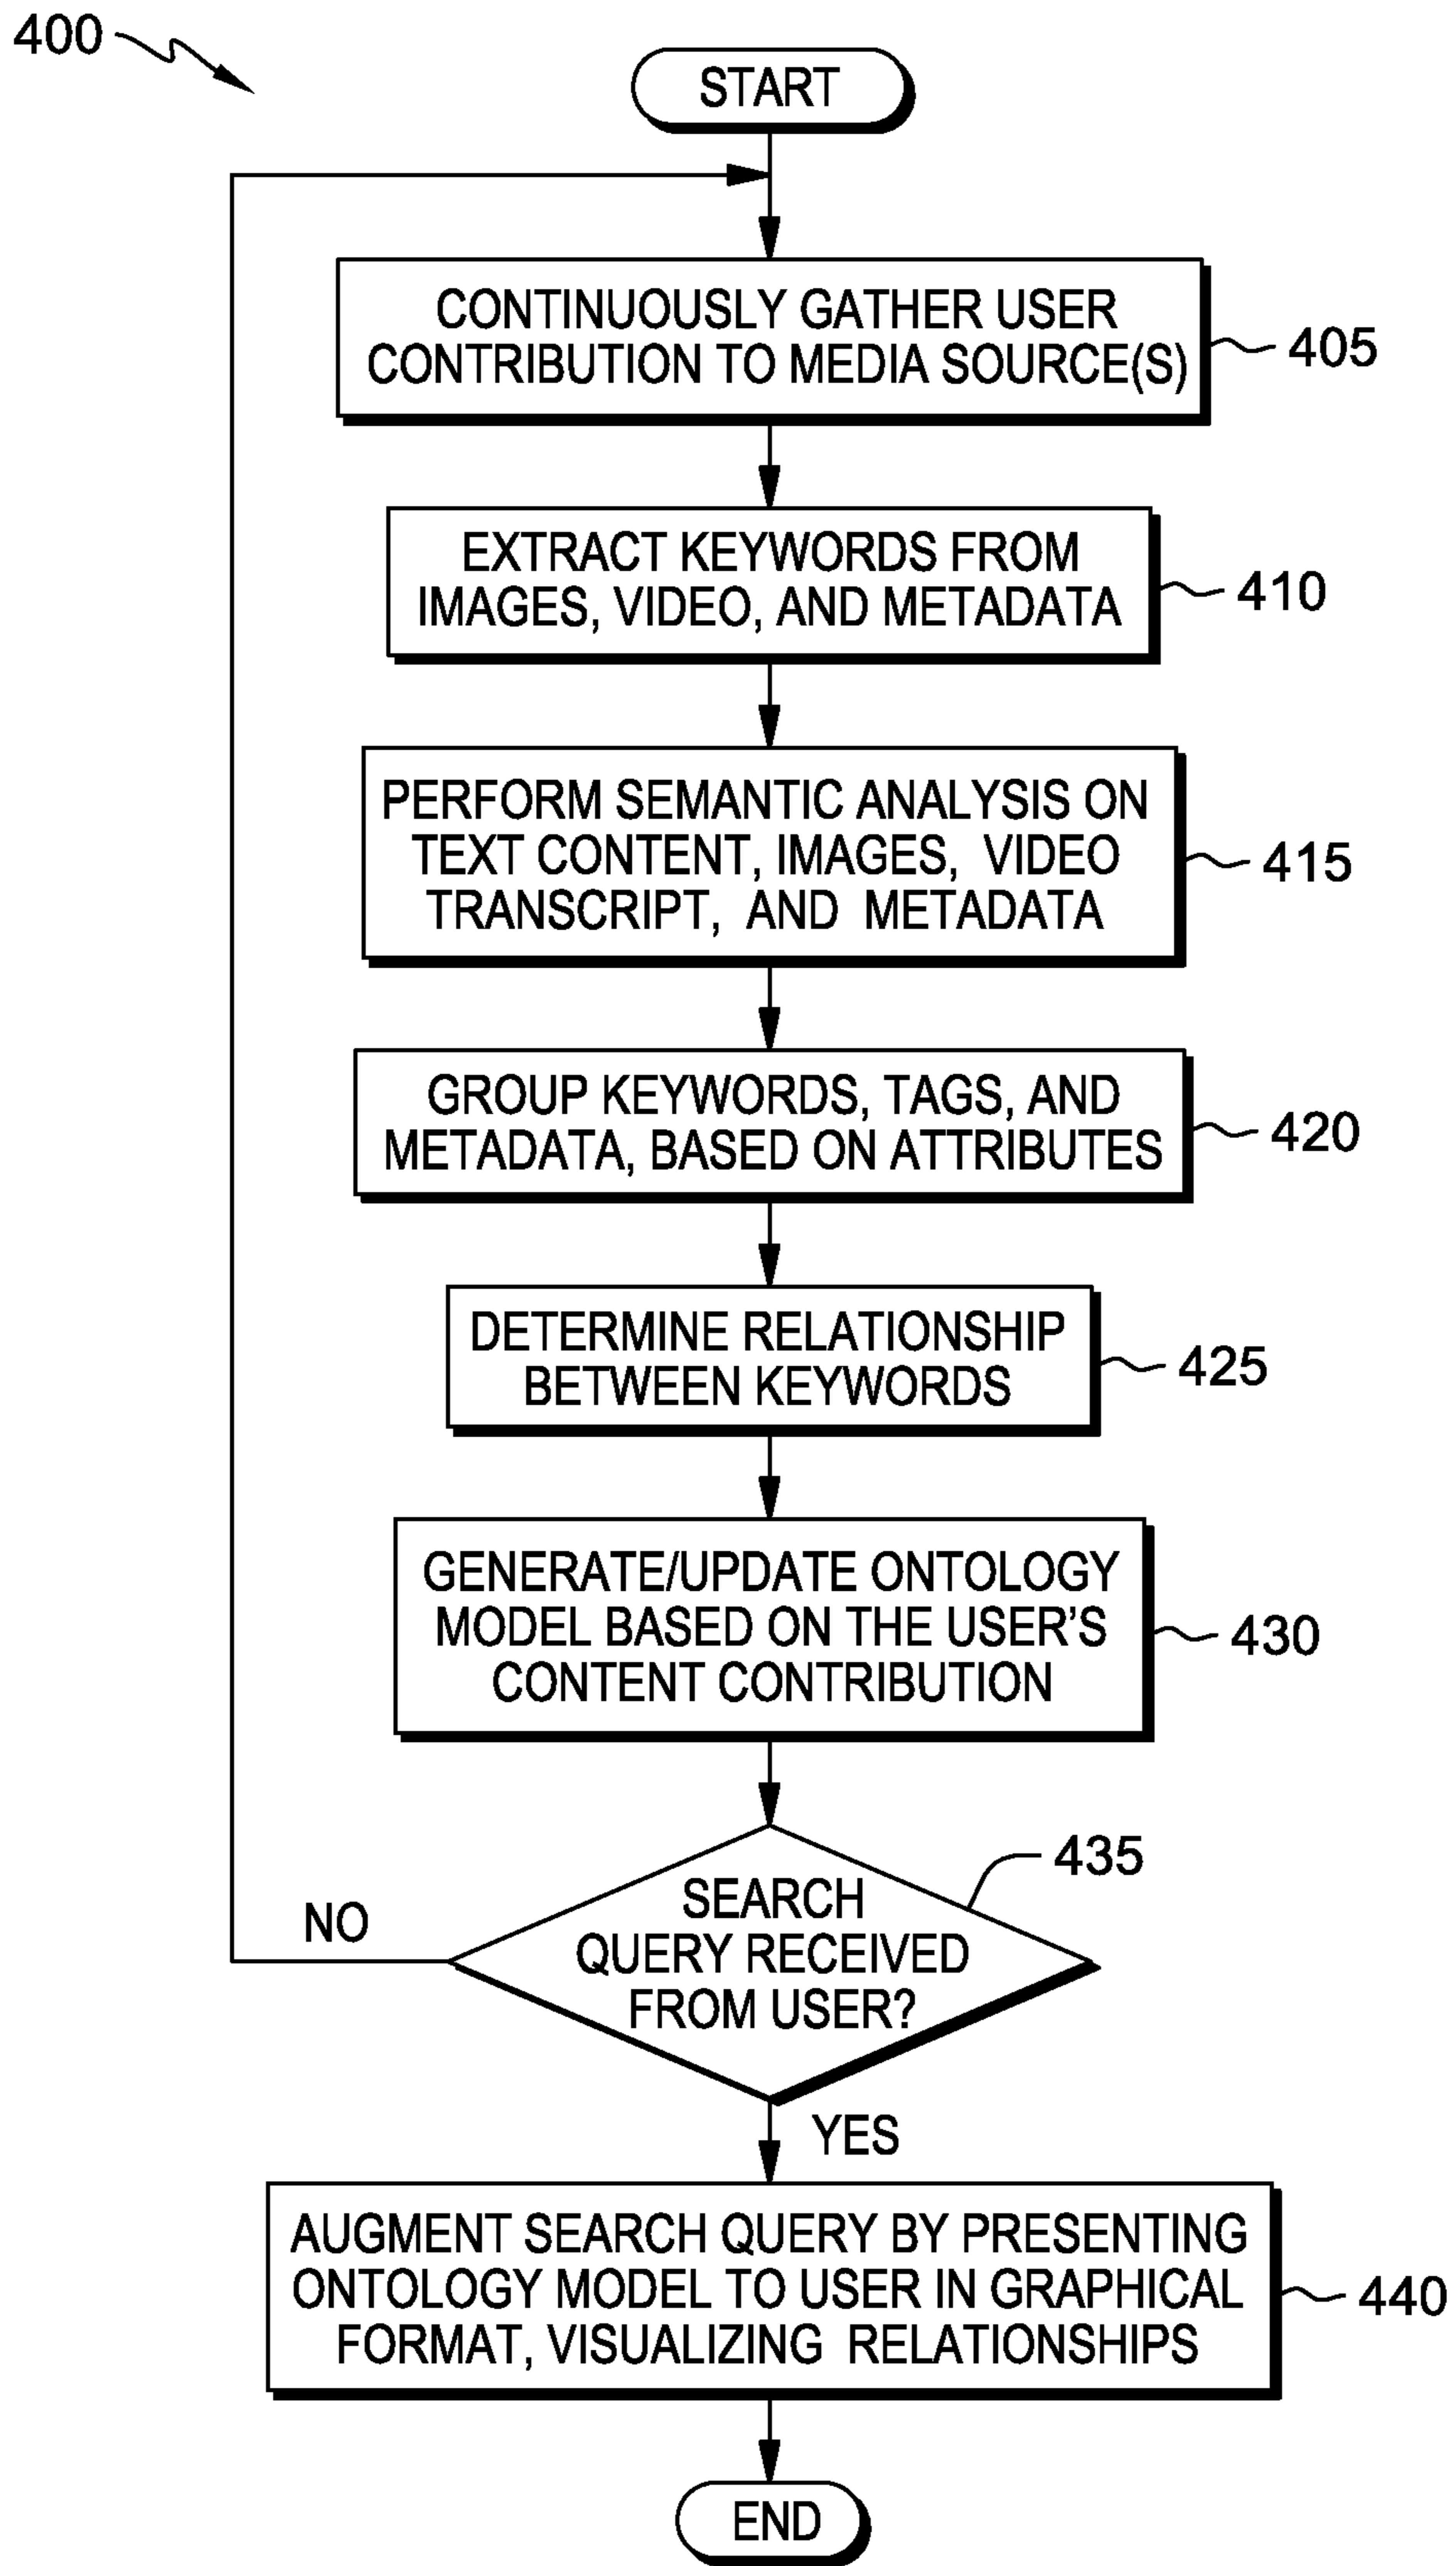 400
START
CONTINUOUSLY GATHER USER
CONTRIBUTION TO MEDIA SOURCE(S)
405
EXTRACT KEYWORDS FROM
IMAGES, VIDEO, AND METADATA
410
PERFORM SEMANTIC ANALYSIS ON
TEXT CONTENT, IMAGES, VIDEO
TRANSCRIPT, AND METADATA
415
GROUP KEYWORDS, TAGS, AND
METADATA, BASED ON ATTRIBUTES
420
DETERMINE RELATIONSHIP
BETWEEN KEYWORDS
425
GENERATE/UPDATE ONTOLOGY
MODEL BASED ON THE USER’S
CONTENT CONTRIBUTION
430
SEARCH
QUERY RECEIVED
FROM USER?
435
NO
YES
AUGMENT SEARCH QUERY BY PRESENTING
ONTOLOGY MODEL TO USER IN GRAPHICAL
FORMAT, VISUALIZING RELATIONSHIPS
440
END